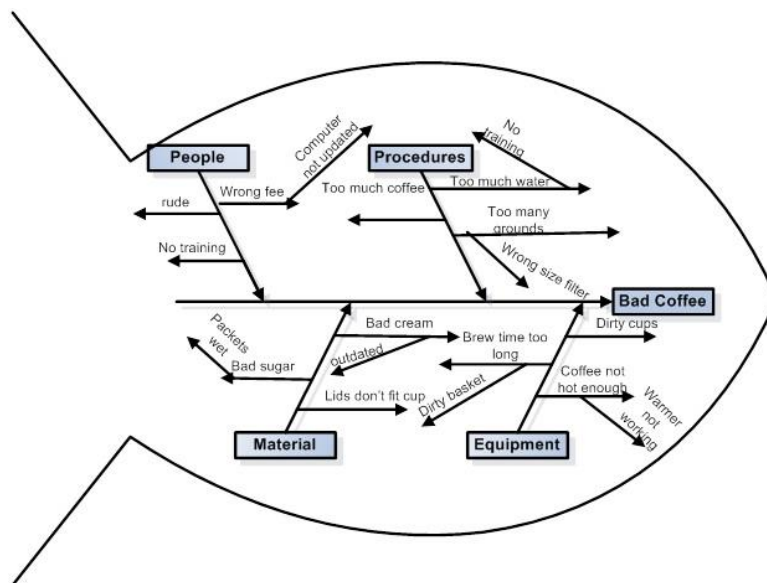 People
Procedures
Computer
not updated
No
training
Wrong fee
rude
No training
Too much coffee
Too much water
Too many
grounds
Wrong size filter
Bad Coffee
Packets
wet
Bad sugar
Bad cream
outdated
Lids don't fit cup
Brew time too
long
Dirty basket
Dirty cups
Coffee not
hot enough
Warmer
not
working
Material
Equipment